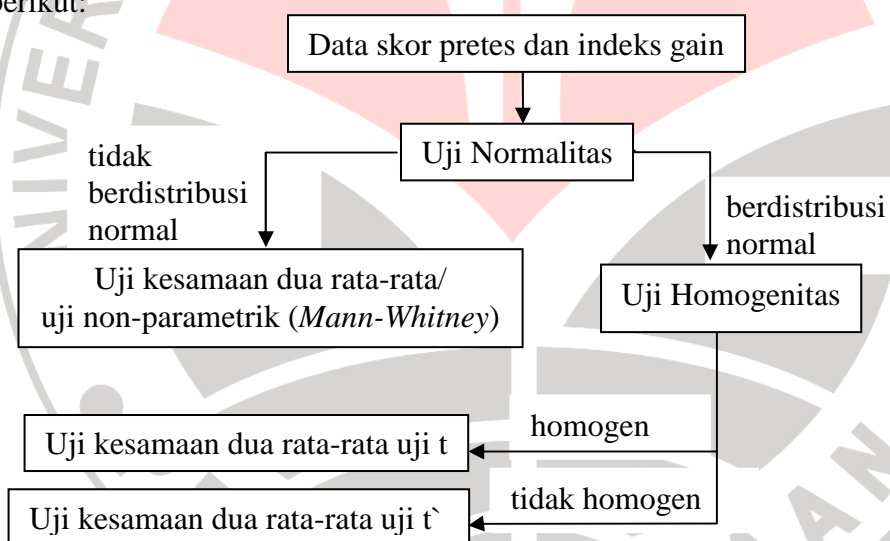 berikut:
Data skor pretes dan indeks gain
Uji Normalitas
tidak
berdistribusi
normal
berdistribusi
normal
Uji kesamaan dua rata-rata/
uji non-parametrik (Mann-Whitney)
Uji Homogenitas
homogen
Uji kesamaan dua rata-rata uji t
tidak homogen
Uji kesamaan dua rata-rata uji t`